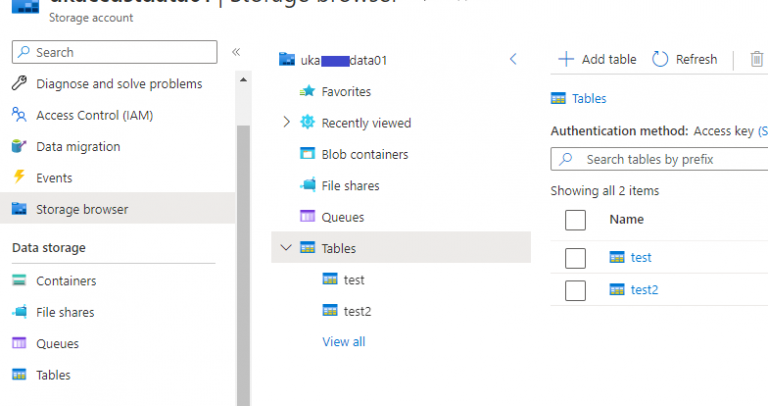 Storage browser
Storage account
Search
«
Diagnose and solve problems
Access Control (IAM)
Data migration
Events
Storage browser
Data storage
Containers
File shares
Queues
Tables
uka data01
Favorites
Recently viewed
Blob containers
File shares
Queues
Tables
test
test2
View all
Add table
Refresh
Tables
Authentication method: Access key (S
Search tables by prefix
Showing all 2 items
Name
test
test2